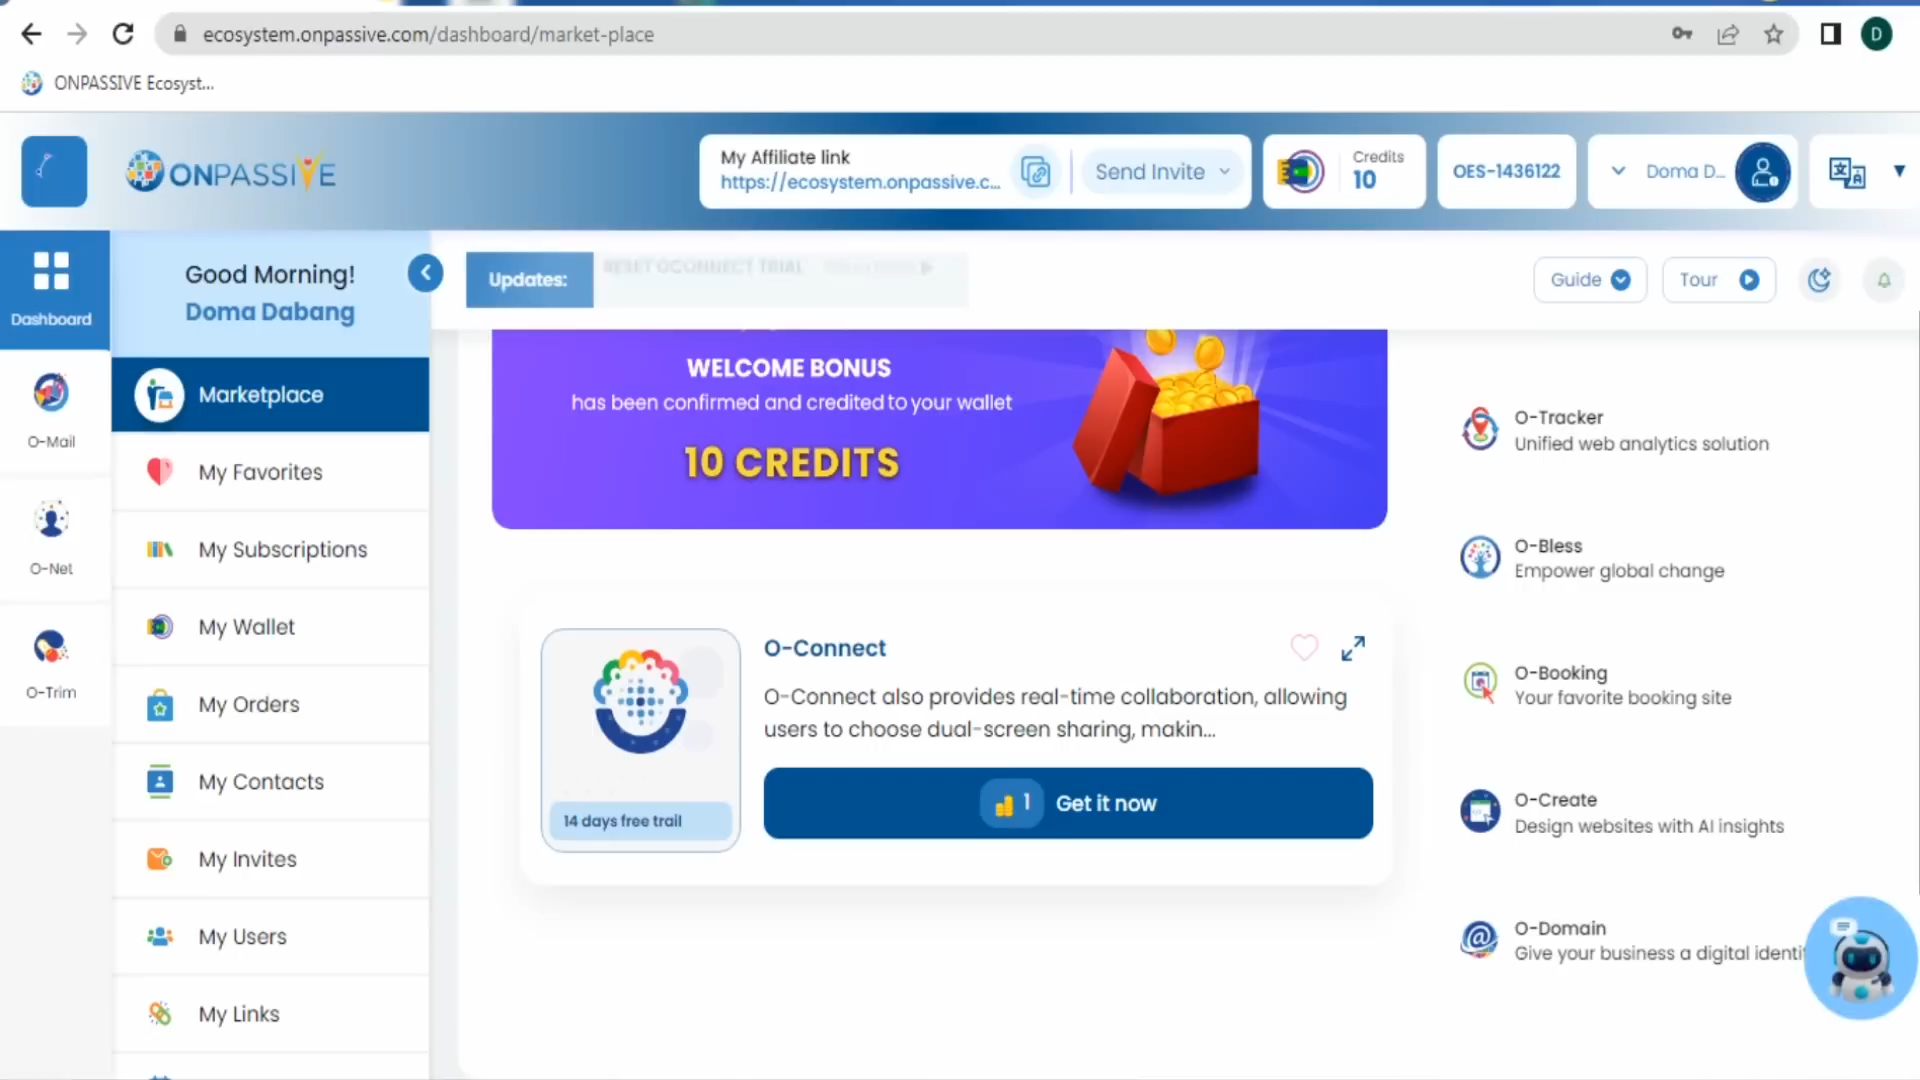 ecosystem.onpassive.com/dashboard/market-place
D
ONPASSIVE Ecosyst...
ONPASSIVE
My Affiliate link
https://ecosystem.onpassive.c...
Send Invite
Credits
10
OES-1436122
Doma D...
Dashboard
Good Morning!
Doma Dabang
Updates:
RESET OCONNECT TRIAL
Guide
Tour
O-Mail
O-Net
O-Trim
Marketplace
My Favorites
My Subscriptions
My Wallet
My Orders
My Contacts
My Invites
My Users
My Links
WELCOME BONUS
has been confirmed and credited to your wallet
10 CREDITS
O-Connect
O-Connect also provides real-time collaboration, allowing
users to choose dual-screen sharing, makin...
14 days free trail
1 Get it now
O-Tracker
Unified web analytics solution
O-Bless
Empower global change
O-Booking
Your favorite booking site
O-Create
Design websites with AI insights
O-Domain
Give your business a digital identi